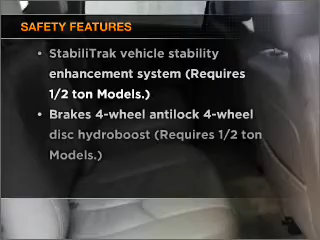 SAFETY FEATURES
• StabiliTrak vehicle stability
enhancement system (Requires
1/2 ton Models.)
• Brakes 4-wheel antilock 4-wheel
disc hydroboost (Requires 1/2 ton
Models.)